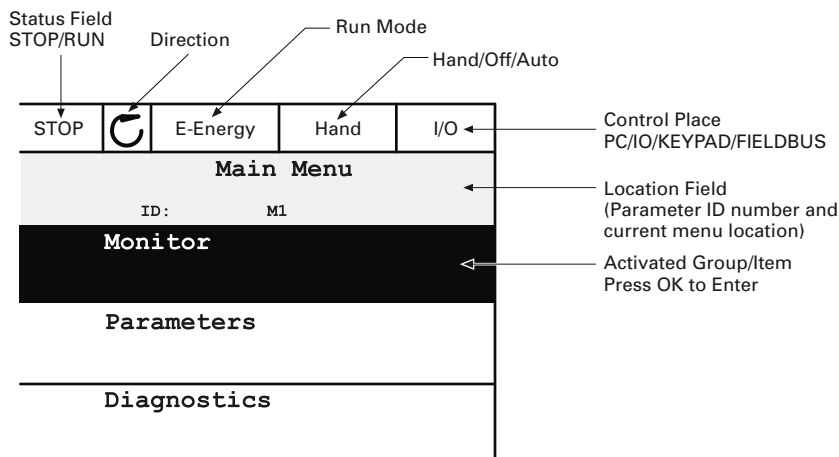 Status Field
STOP/RUN
Direction
Run Mode
Hand/Off/Auto
STOP
E-Energy
Hand
I/O
Control Place
PC/IO/KEYPAD/FIELDBUS
Main Menu
ID: M1
Location Field
(Parameter ID number and
current menu location)
Monitor
Activated Group/Item
Press OK to Enter
Parameters
Diagnostics